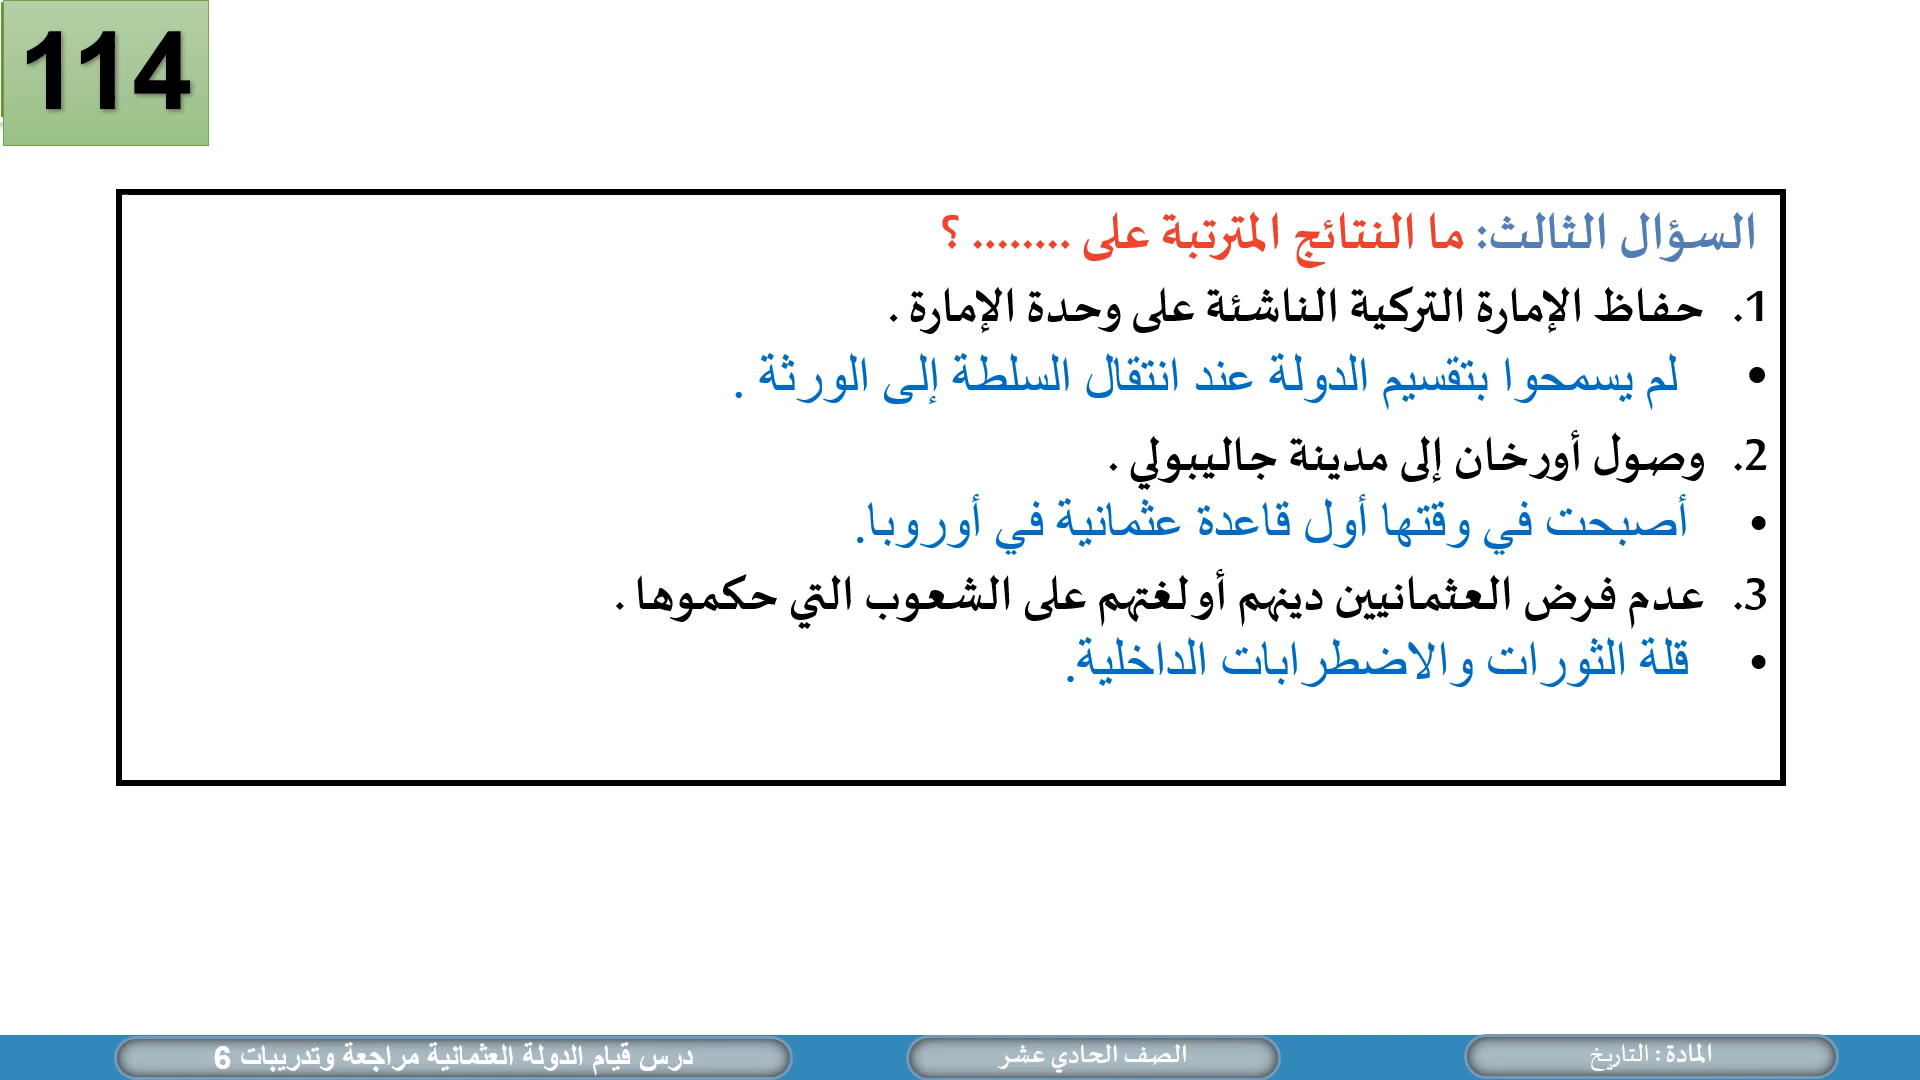 114
السؤال الثالث: ما النتائج المترتبة على ........ ؟
1. حفاظ الإمارة التركية الناشئة على وحدة الإمارة .
• لم يسمحوا بتقسيم الدولة عند انتقال السلطة إلى الورثة .
2. وصول أورخان إلى مدينة جاليبولي .
• أصبحت في وقتها أول قاعدة عثمانية في أوروبا.
3. عدم فرض العثمانيين دينهم أولغتهم على الشعوب التي حكموها .
• قلة الثورات والاضطرابات الداخلية.
المادة : التاريخ
الصف الحادي عشر
درس قيام الدولة العثمانية مراجعة وتدريبات 6